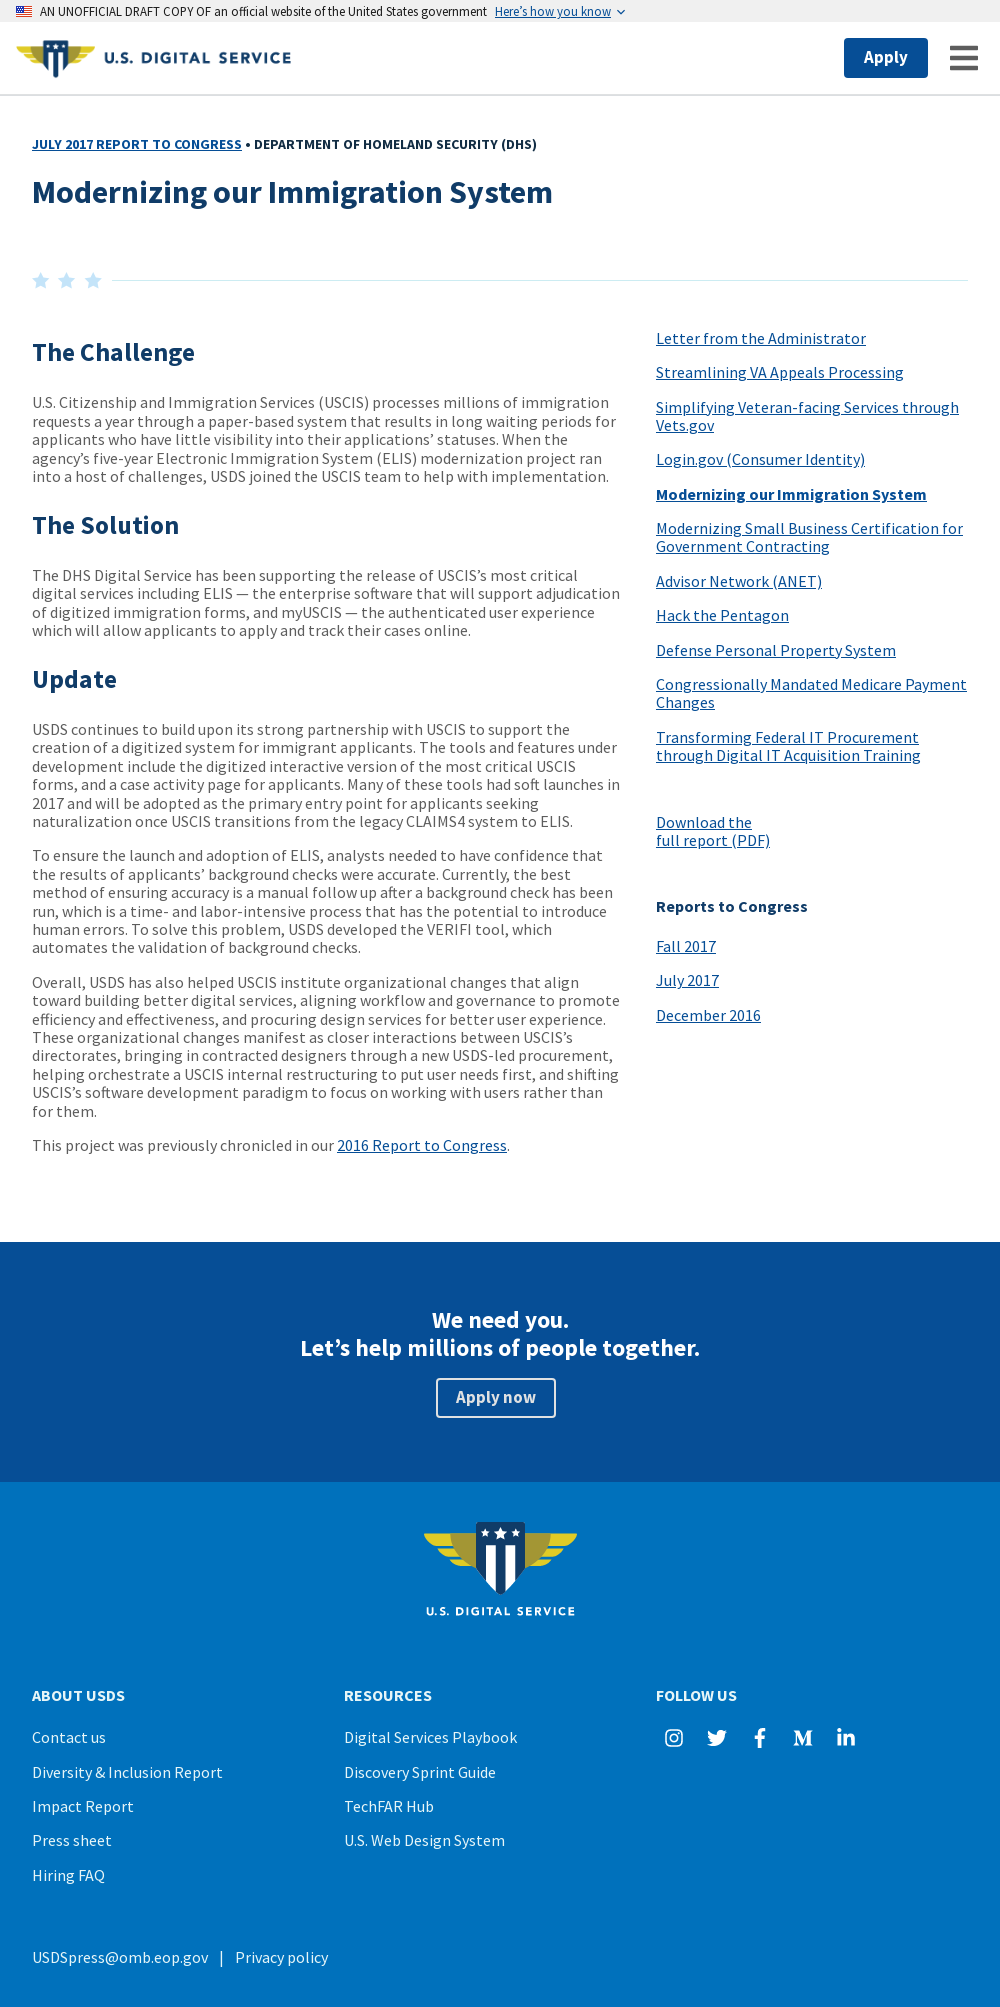 AN UNOFFICIAL DRAFT COPY OF an official website of the United States government Here’s how you know
U.S. DIGITAL SERVICE
Apply
JULY 2017 REPORT TO CONGRESS • DEPARTMENT OF HOMELAND SECURITY (DHS)
Modernizing our Immigration System
The Challenge
U.S. Citizenship and Immigration Services (USCIS) processes millions of immigration
requests a year through a paper-based system that results in long waiting periods for
applicants who have little visibility into their applications’ statuses. When the
agency’s five-year Electronic Immigration System (ELIS) modernization project ran
into a host of challenges, USDS joined the USCIS team to help with implementation.
The Solution
The DHS Digital Service has been supporting the release of USCIS’s most critical
digital services including ELIS — the enterprise software that will support adjudication
of digitized immigration forms, and myUSCIS — the authenticated user experience
which will allow applicants to apply and track their cases online.
Update
USDS continues to build upon its strong partnership with USCIS to support the
creation of a digitized system for immigrant applicants. The tools and features under
development include the digitized interactive version of the most critical USCIS
forms, and a case activity page for applicants. Many of these tools had soft launches in
2017 and will be adopted as the primary entry point for applicants seeking
naturalization once USCIS transitions from the legacy CLAIMS4 system to ELIS.
To ensure the launch and adoption of ELIS, analysts needed to have confidence that
the results of applicants’ background checks were accurate. Currently, the best
method of ensuring accuracy is a manual follow up after a background check has been
run, which is a time- and labor-intensive process that has the potential to introduce
human errors. To solve this problem, USDS developed the VERIFI tool, which
automates the validation of background checks.
Overall, USDS has also helped USCIS institute organizational changes that align
toward building better digital services, aligning workflow and governance to promote
efficiency and effectiveness, and procuring design services for better user experience.
These organizational changes manifest as closer interactions between USCIS’s
directorates, bringing in contracted designers through a new USDS-led procurement,
helping orchestrate a USCIS internal restructuring to put user needs first, and shifting
USCIS’s software development paradigm to focus on working with users rather than
for them.
This project was previously chronicled in our 2016 Report to Congress.
Letter from the Administrator
Streamlining VA Appeals Processing
Simplifying Veteran-facing Services through
Vets.gov
Login.gov (Consumer Identity)
Modernizing our Immigration System
Modernizing Small Business Certification for
Government Contracting
Advisor Network (ANET)
Hack the Pentagon
Defense Personal Property System
Congressionally Mandated Medicare Payment
Changes
Transforming Federal IT Procurement
through Digital IT Acquisition Training
Download the
full report (PDF)
Reports to Congress
Fall 2017
July 2017
December 2016
We need you.
Let’s help millions of people together.
Apply now
U.S. DIGITAL SERVICE
ABOUT USDS
Contact us
Diversity & Inclusion Report
Impact Report
Press sheet
Hiring FAQ
RESOURCES
Digital Services Playbook
Discovery Sprint Guide
TechFAR Hub
U.S. Web Design System
FOLLOW US
USDSpress@omb.eop.gov | Privacy policy